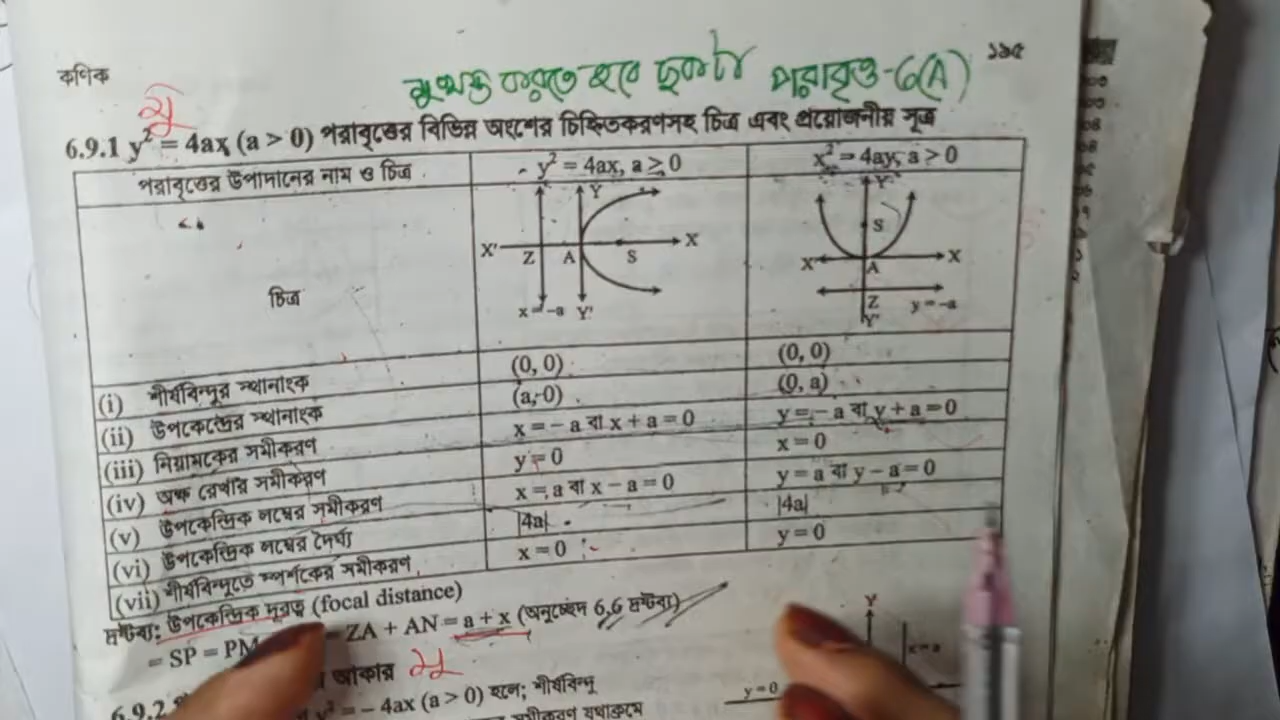 কণিক
১৯৫
মুখস্ত করতে হবে ছকটা পরাবৃত্ত-6(A)
মু
6.9.1 y² = 4ax (a > 0) পরাবৃত্তের বিভিন্ন অংশের চিহ্নিতকরণসহ চিত্র এবং প্রয়োজনীয় সূত্র
পরাবৃত্তের উপাদানের নাম ও চিত্র y² = 4ax, a > 0 x² = 4ay, a > 0
চিত্র
Y
X' Z A S X
x = -a Y'
Y
S
X' A X
Z y = -a
Y'
(i) শীর্ষবিন্দুর স্থানাংক (0, 0) (0, 0)
(ii) উপকেন্দ্রের স্থানাংক (a, 0) (0, a)
(iii) নিয়ামকের সমীকরণ x = - a বা x + a = 0 y = - a বা y + a = 0
(iv) অক্ষ রেখার সমীকরণ y = 0 x = 0
(v) উপকেন্দ্রিক লম্বের সমীকরণ x = a বা x - a = 0 y = a বা y - a = 0
(vi) উপকেন্দ্রিক লম্বের দৈর্ঘ্য |4a| |4a|
(vii) শীর্ষবিন্দুতে স্পর্শকের সমীকরণ x = 0 y = 0
দ্রষ্টব্য: উপকেন্দ্রিক দূরত্ব (focal distance)
= SP = PM ZA + AN = a + x (অনুচ্ছেদ 6.6 দ্রষ্টব্য)
6.9.2 আকার মু
y² = - 4ax (a > 0) হলে; শীর্ষবিন্দু
সমীকরণ যথাক্রমে
Y
x = a
y = 0